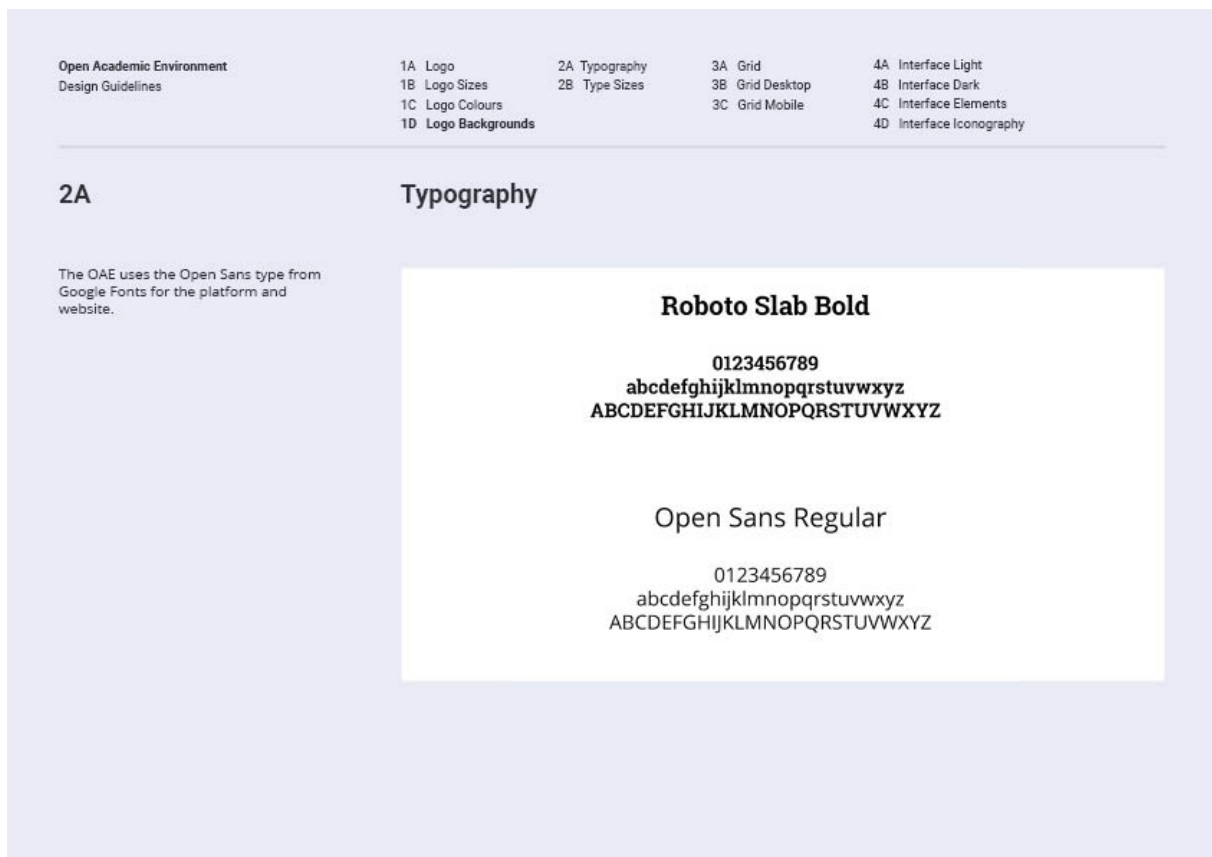 Open Academic Environment
Design Guidelines
1A Logo
1B Logo Sizes
1C Logo Colours
1D Logo Backgrounds
2A Typography
2B Type Sizes
3A Grid
3B Grid Desktop
3C Grid Mobile
4A Interface Light
4B Interface Dark
4C Interface Elements
4D Interface Iconography
2A
Typography
The OAE uses the Open Sans type from
Google Fonts for the platform and
website.
Roboto Slab Bold
0123456789
abcdefghijklmnopqrstuvwxyz
ABCDEFGHIJKLMNOPQRSTUVWXYZ
Open Sans Regular
0123456789
abcdefghijklmnopqrstuvwxyz
ABCDEFGHIJKLMNOPQRSTUVWXYZ